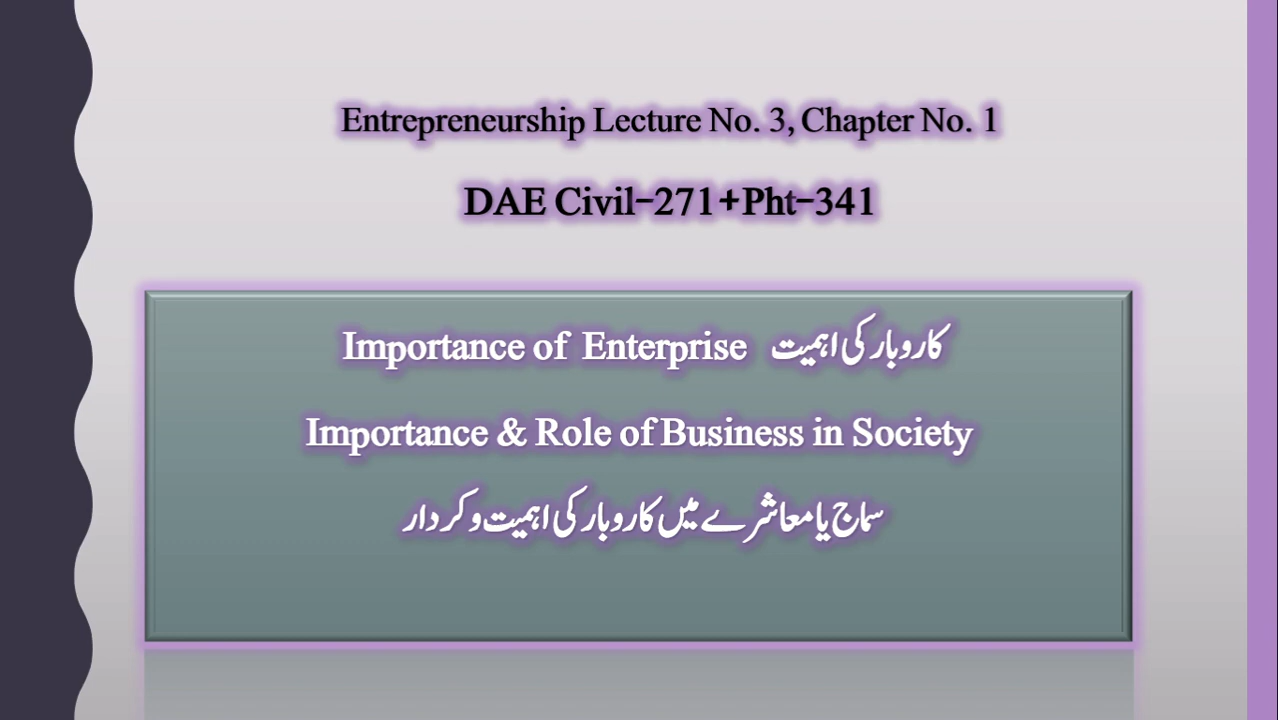 Entrepreneurship Lecture No. 3, Chapter No. 1
DAE Civil-271+Pht-341
Importance of Enterprise کاروبار کی اہمیت
Importance & Role of Business in Society
سماج یا معاشرے میں کاروبار کی اہمیت و کردار